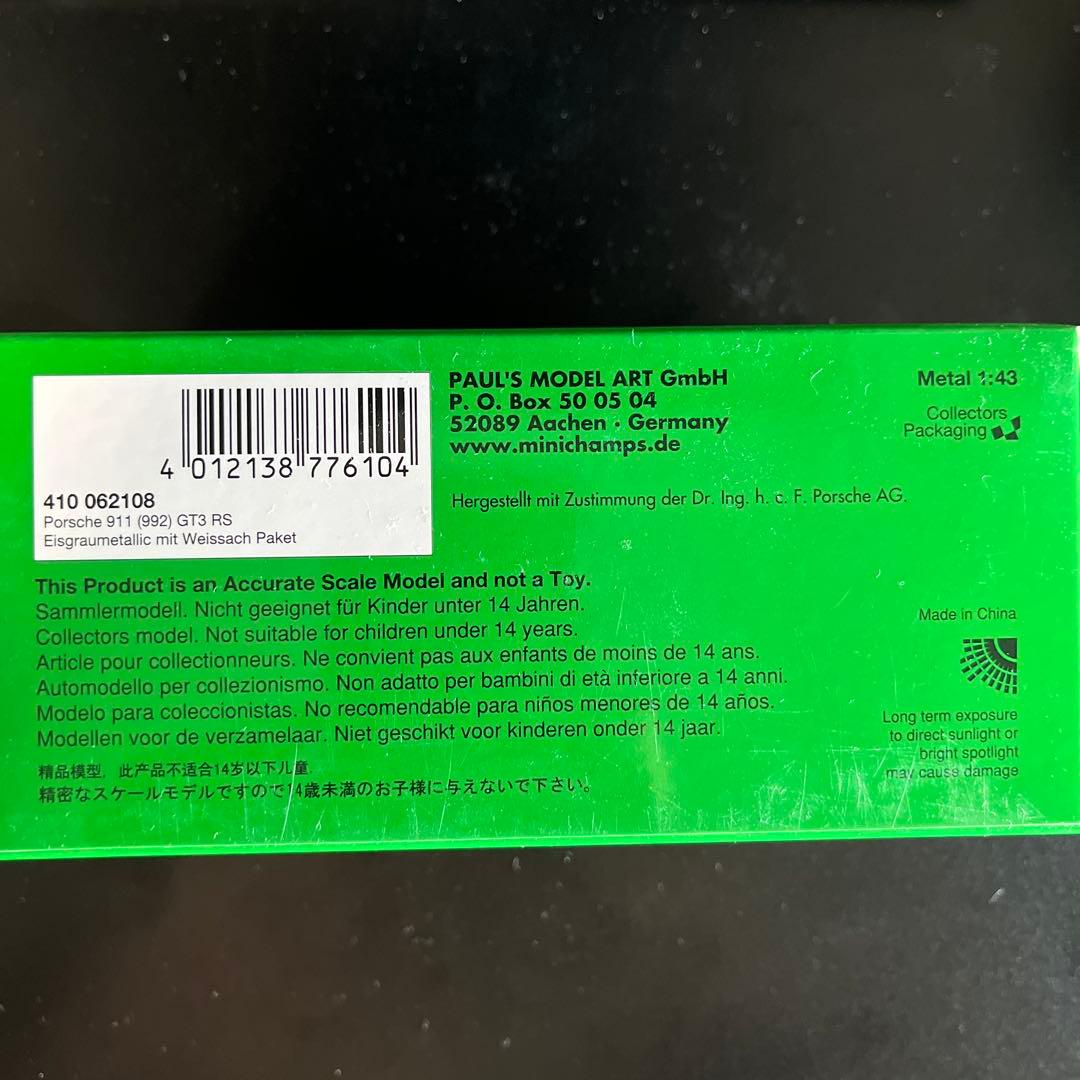 4 012138 776104
410 062108
Porsche 911 (992) GT3 RS
Eisgraumetallic mit Weissach Paket
PAUL'S MODEL ART GmbH
P. O. Box 50 05 04
52089 Aachen · Germany
www.minichamps.de
Hergestellt mit Zustimmung der Dr. Ing. h. c. F. Porsche AG.
Metal 1:43
Collectors
Packaging
This Product is an Accurate Scale Model and not a Toy.
Sammlermodell. Nicht geeignet für Kinder unter 14 Jahren.
Collectors model. Not suitable for children under 14 years.
Article pour collectionneurs. Ne convient pas aux enfants de moins de 14 ans.
Automodello per collezionismo. Non adatto per bambini di età inferiore a 14 anni.
Modelo para coleccionistas. No recomendable para niños menores de 14 años.
Modellen voor de verzamelaar. Niet geschikt voor kinderen onder 14 jaar.
精品模型，此产品不适合14岁以下儿童.
精密なスケールモデルですので14歳未満のお子様に与えないで下さい。
Made in China
Long term exposure
to direct sunlight or
bright spotlight
may cause damage